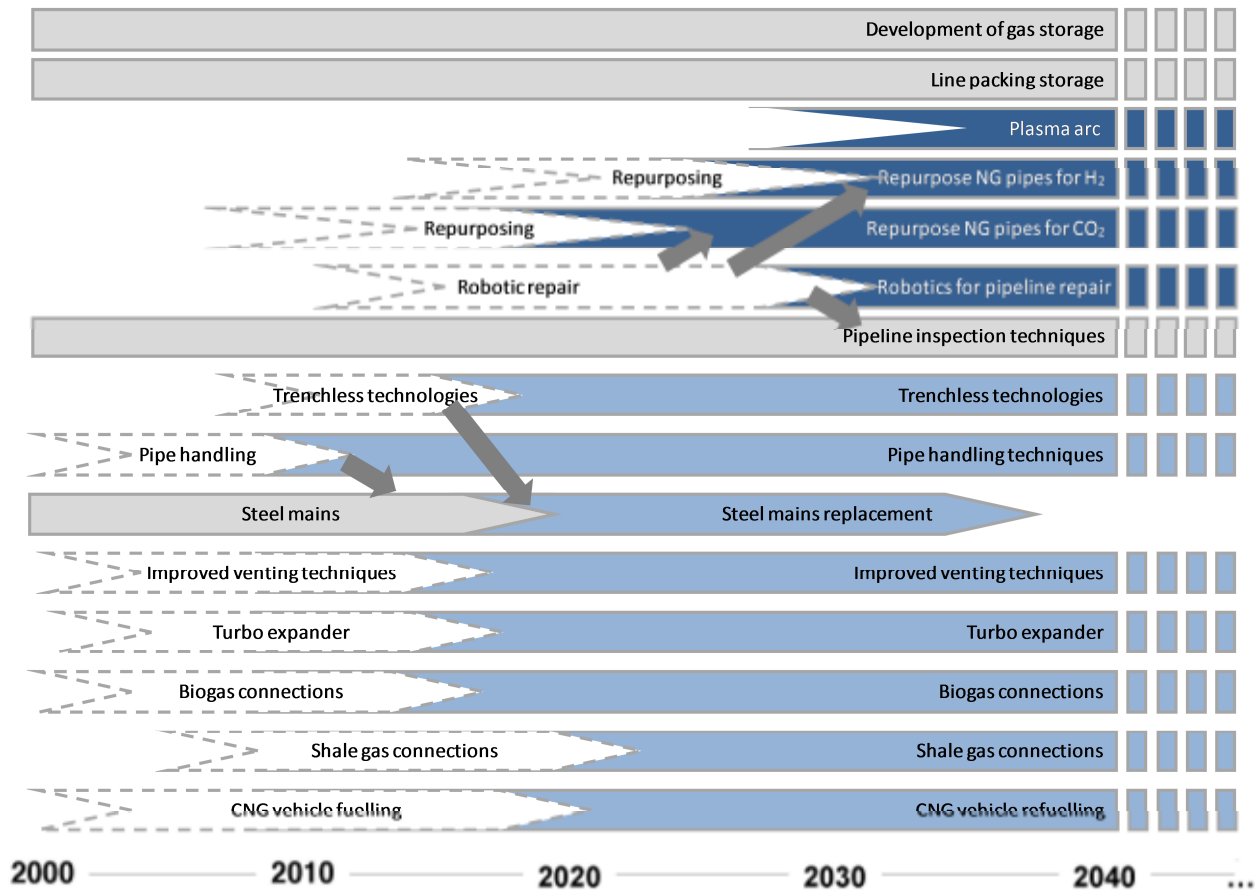 Development of gas storage
Line packing storage
Plasma arc
Repurposing Repurpose NG pipes for H₂
Repurposing Repurpose NG pipes for CO₂
Robotic repair Robotics for pipeline repair
Pipeline inspection techniques
Trenchless technologies Trenchless technologies
Pipe handling Pipe handling techniques
Steel mains Steel mains replacement
Improved venting techniques Improved venting techniques
Turbo expander Turbo expander
Biogas connections Biogas connections
Shale gas connections Shale gas connections
CNG vehicle fuelling CNG vehicle refuelling
2000 2010 2020 2030 2040 ...